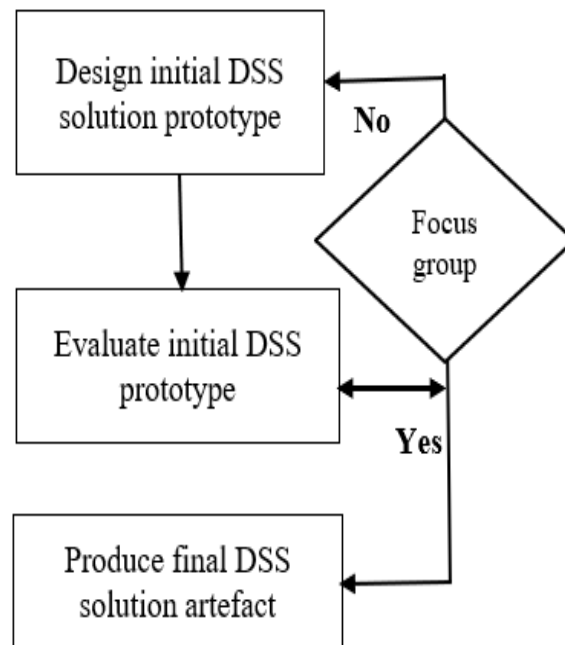 Design initial DSS
solution prototype
No
Focus
group
Evaluate initial DSS
prototype
Yes
Produce final DSS
solution artefact